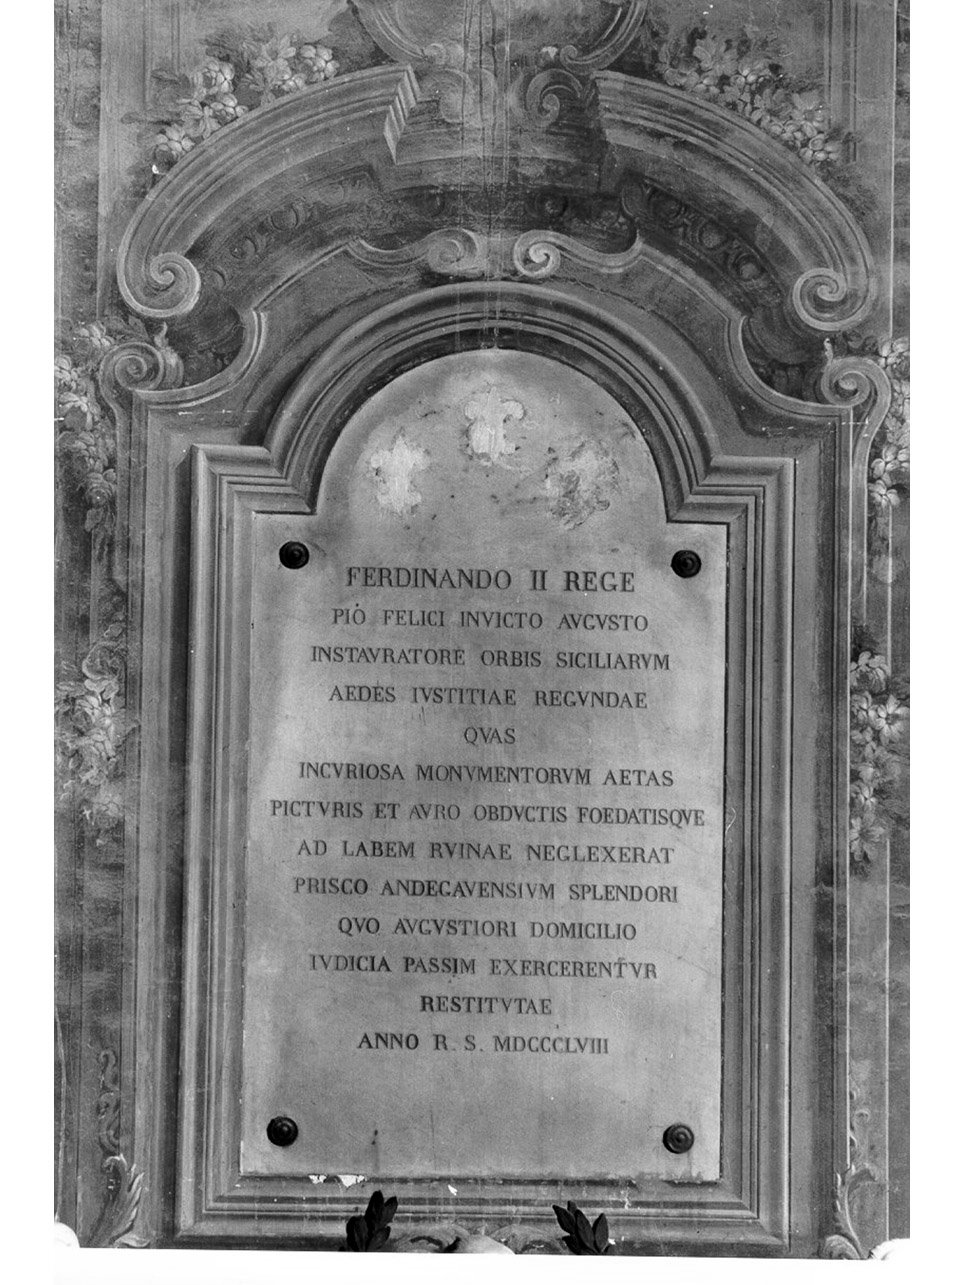 FERDINANDO II REGE
PIÒ FELICI INVICTO AVGVSTO
INSTAVRATORE ORBIS SICILIARVM
AEDES IVSTITIAE REGVNDAE
QVAS
INCVRIOSA MONVMENTORVM AETAS
PICTVRIS ET AVRO OBDVCTIS FOEDATISQVE
AD LABEM RVINAE NEGLEXERAT
PRISCO ANDEGAVENSIVM SPLENDORI
QVO AVGVSTIORI DOMICILIO
IVDICIA PASSIM EXERCERENTVR
RESTITVTAE
ANNO R. S. MDCCCLVIII